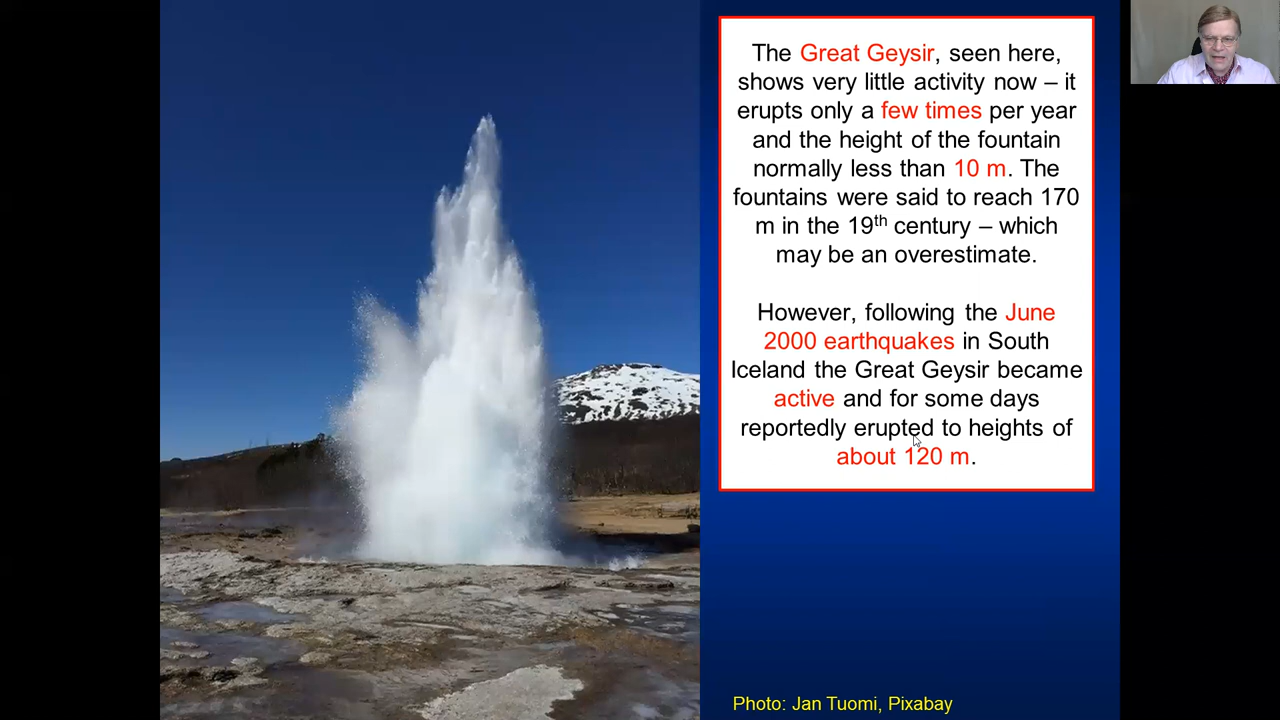 The Great Geysir, seen here,
shows very little activity now – it
erupts only a few times per year
and the height of the fountain
normally less than 10 m. The
fountains were said to reach 170
m in the 19th century – which
may be an overestimate.
However, following the June
2000 earthquakes in South
Iceland the Great Geysir became
active and for some days
reportedly erupted to heights of
about 120 m.
Photo: Jan Tuomi, Pixabay